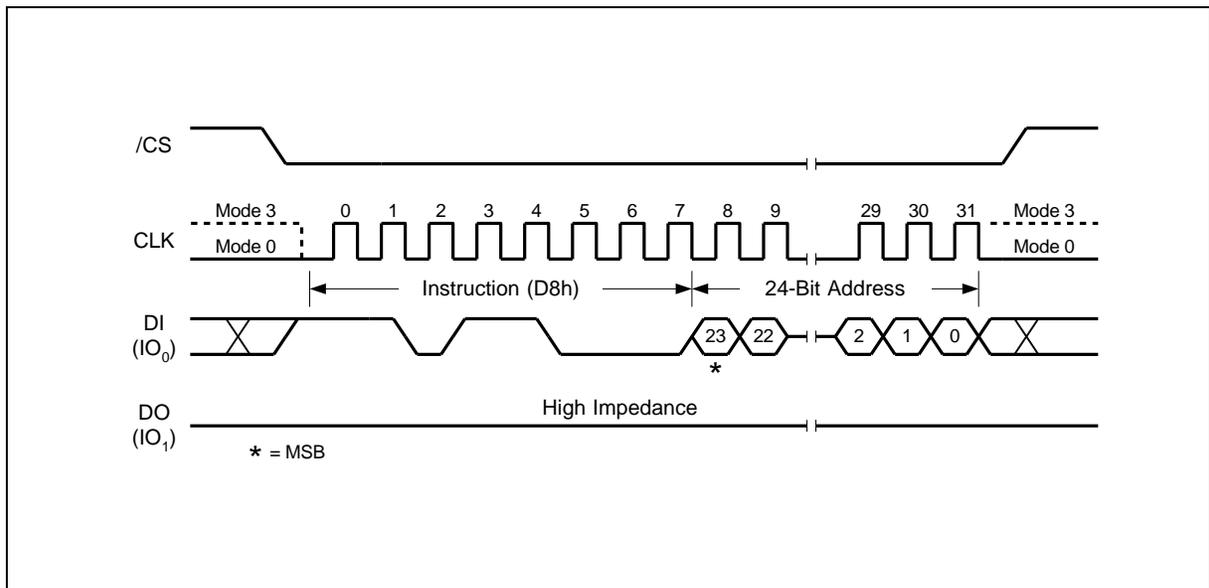 /CS
Mode 3 0 1 2 3 4 5 6 7 8 9 29 30 31 Mode 3
CLK Mode 0 Mode 0
Instruction (D8h) 24-Bit Address
DI
(IO0)
23 22 2 1 0
*
High Impedance
DO
(IO1)
* = MSB